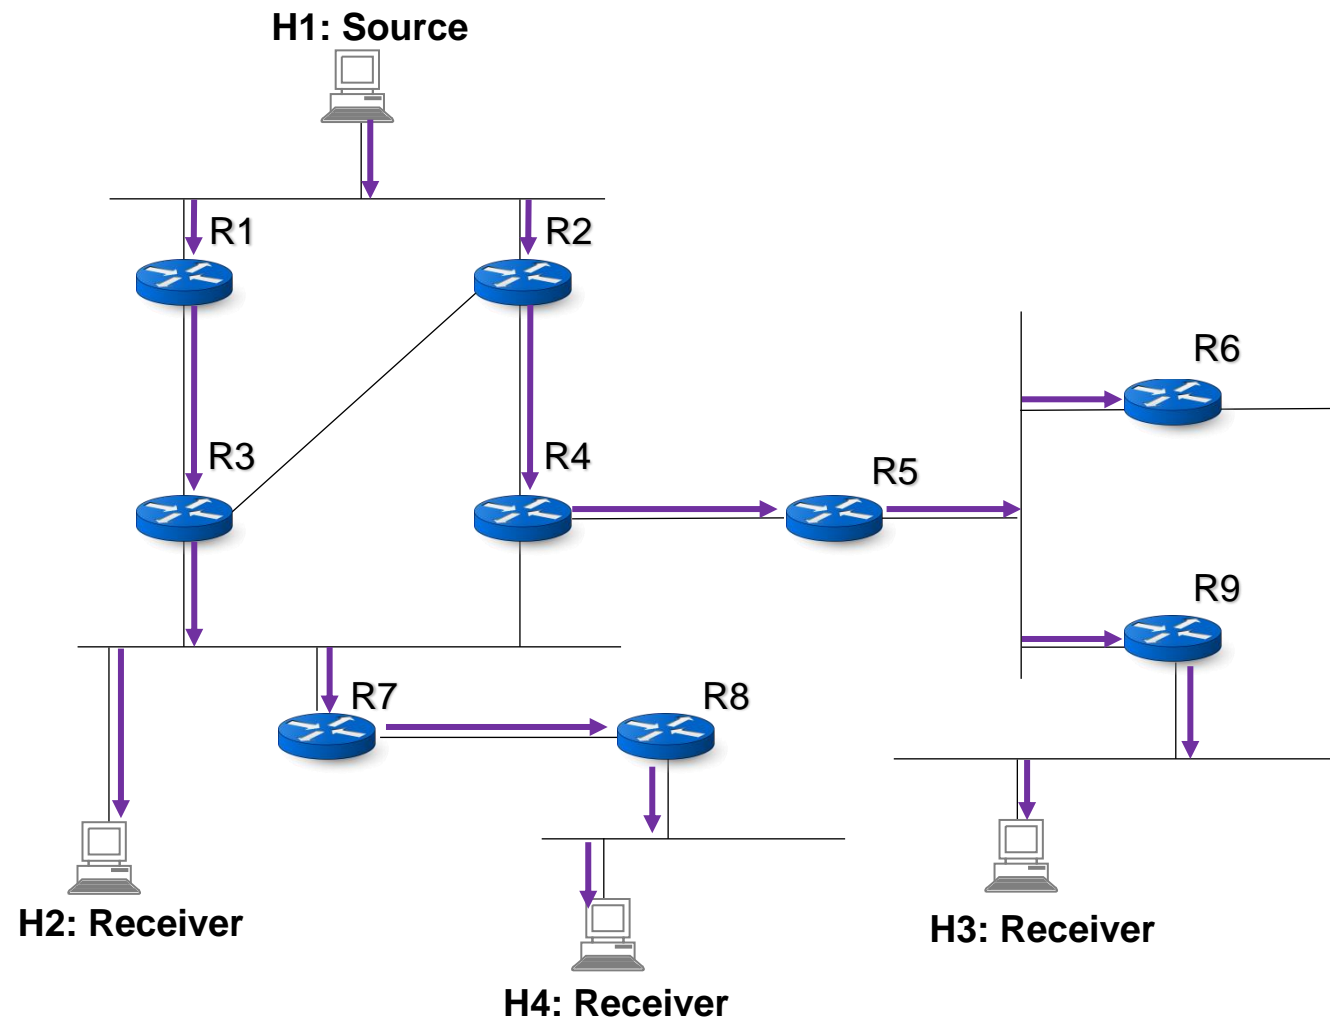 H1: Source
R1
R2
R6
R3
R4
R5
R9
R7
R8
H2: Receiver
H3: Receiver
H4: Receiver